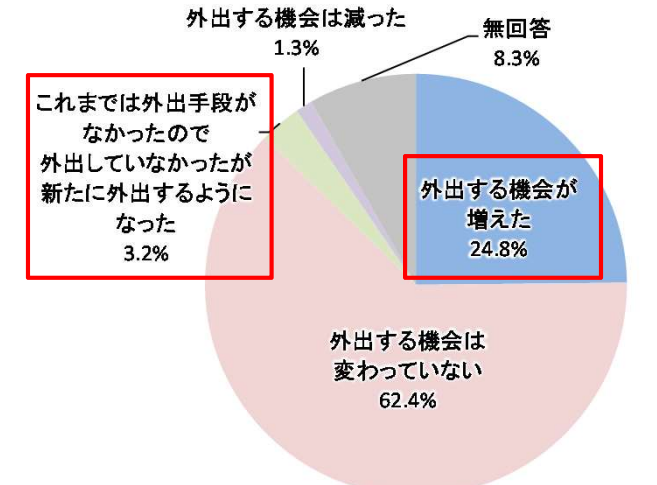 外出する機会は減った
1.3%
無回答
8.3%
これまでは外出手段が
なかったので
外出していなかったが
新たに外出するように
なった
3.2%
外出する機会が
増えた
24.8%
外出する機会は
変わっていない
62.4%